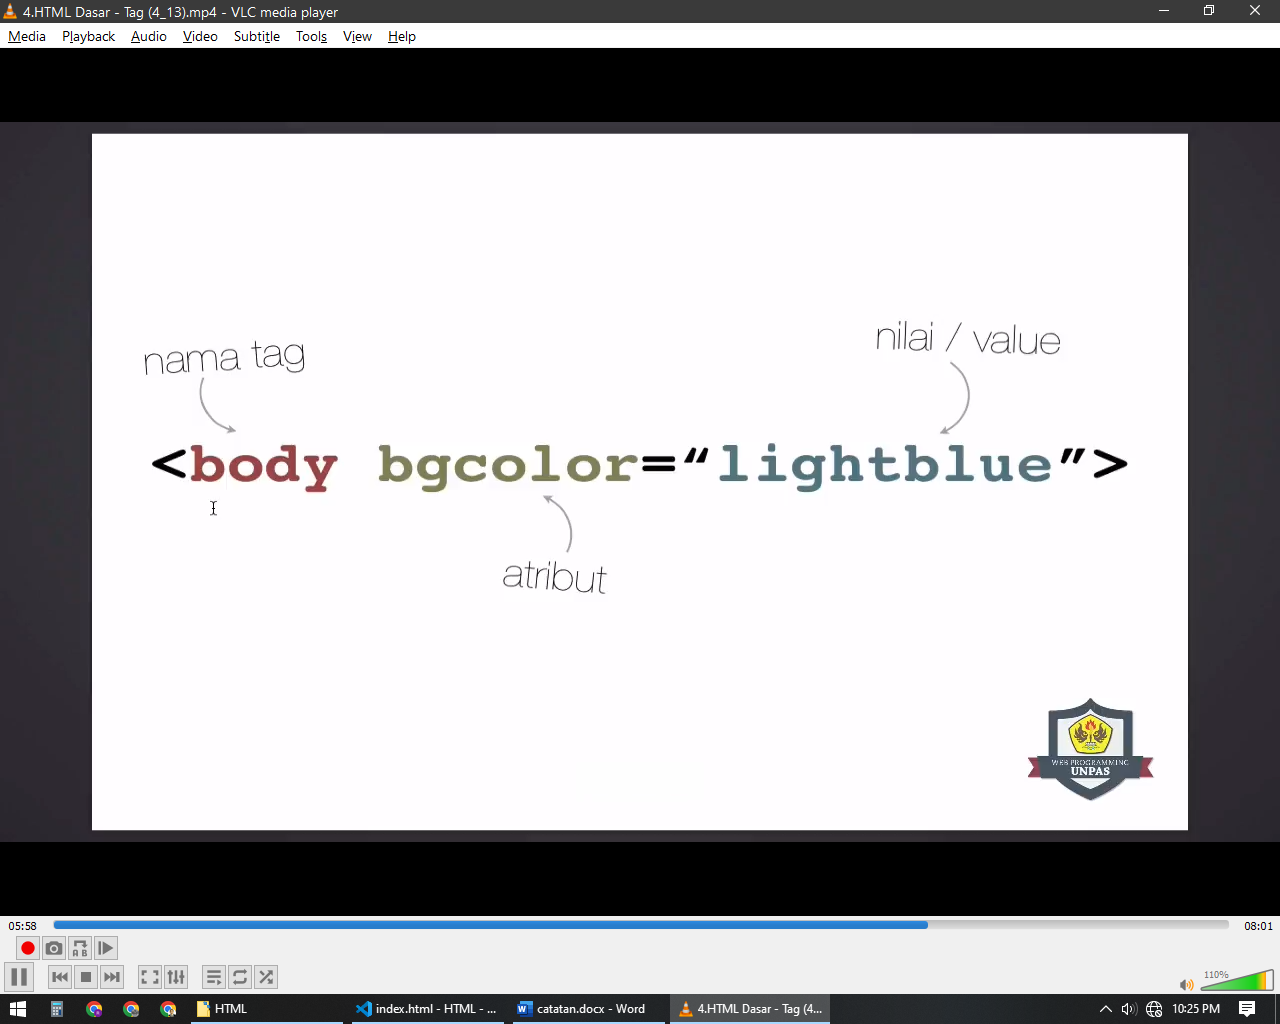 4.HTML Dasar - Tag (4_13).mp4 - VLC media player
Media Playback Audio Video Subtitle Tools View Help
nama tag
nilai / value
<body bgcolor=“lightblue”>
atribut
WEB PROGRAMMING
UNPAS
05:58
08:01
A B
110%
HTML
index.html - HTML - ...
catatan.docx - Word
4.HTML Dasar - Tag (4...
10:25 PM